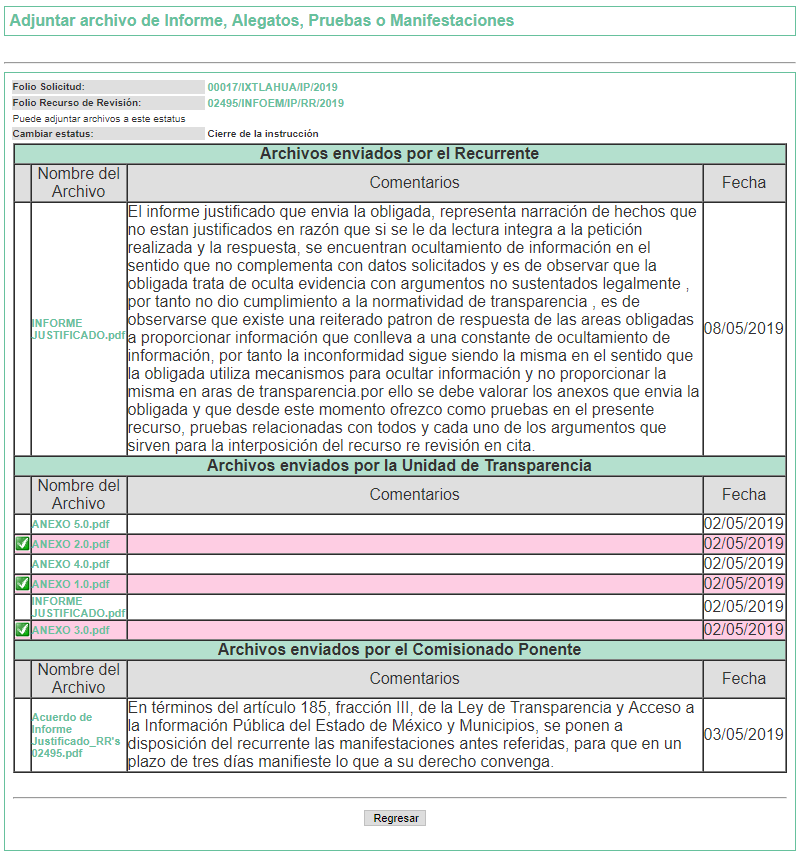 Adjuntar archivo de Informe, Alegatos, Pruebas o Manifestaciones
Folio Solicitud: 00017/IXTLAHUA/IP/2019
Folio Recurso de Revisión: 02495/INFOEM/IP/RR/2019
Puede adjuntar archivos a este estatus
Cambiar estatus: Cierre de la instrucción
Archivos enviados por el Recurrente
Nombre del
Archivo
Comentarios
Fecha
INFORME
JUSTIFICADO.pdf
El informe justificado que envia la obligada, representa narración de hechos que
no estan justificados en razón que si se le da lectura integra a la petición
realizada y la respuesta, se encuentran ocultamiento de información en el
sentido que no complementa con datos solicitados y es de observar que la
obligada trata de oculta evidencia con argumentos no sustentados legalmente ,
por tanto no dio cumplimiento a la normatividad de transparencia , es de
observarse que existe una reiterado patron de respuesta de las areas obligadas
a proporcionar información que conlleva a una constante de ocultamiento de
información, por tanto la inconformidad sigue siendo la misma en el sentido que
la obligada utiliza mecanismos para ocultar información y no proporcionar la
misma en aras de transparencia.por ello se debe valorar los anexos que envia la
obligada y que desde este momento ofrezco como pruebas en el presente
recurso, pruebas relacionadas con todos y cada uno de los argumentos que
sirven para la interposición del recurso re revisión en cita.
08/05/2019
Archivos enviados por la Unidad de Transparencia
Nombre del
Archivo
Comentarios
Fecha
ANEXO 5.0.pdf 02/05/2019
ANEXO 2.0.pdf 02/05/2019
ANEXO 4.0.pdf 02/05/2019
ANEXO 1.0.pdf 02/05/2019
INFORME
JUSTIFICADO.pdf
02/05/2019
ANEXO 3.0.pdf 02/05/2019
Archivos enviados por el Comisionado Ponente
Nombre del
Archivo
Comentarios
Fecha
Acuerdo de
Informe
Justificado_RR's
02495.pdf
En términos del artículo 185, fracción III, de la Ley de Transparencia y Acceso a
la Información Pública del Estado de México y Municipios, se ponen a
disposición del recurrente las manifestaciones antes referidas, para que en un
plazo de tres días manifieste lo que a su derecho convenga.
03/05/2019
Regresar